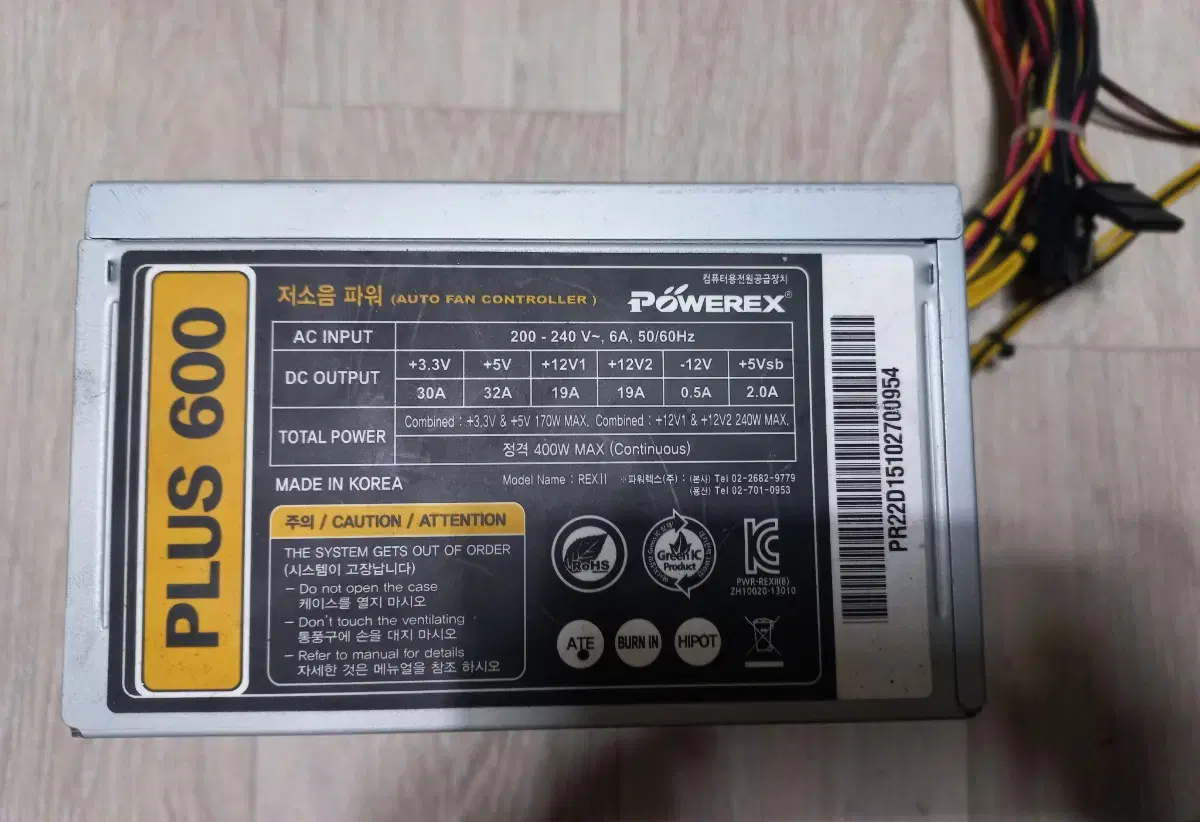 PLUS 600
저소음 파워 (AUTO FAN CONTROLLER)
컴퓨터용전원공급장치
POWEREX®
AC INPUT 200 - 240 V~, 6A, 50/60Hz
DC OUTPUT +3.3V +5V +12V1 +12V2 -12V +5Vsb
30A 32A 19A 19A 0.5A 2.0A
TOTAL POWER Combined : +3.3V & +5V 170W MAX, Combined : +12V1 & +12V2 240W MAX,
정격 400W MAX (Continuous)
MADE IN KOREA
Model Name : REXII
※파워렉스(주) : (본사) Tel 02-2682-9779
(용산) Tel 02-701-0953
주의 / CAUTION / ATTENTION
THE SYSTEM GETS OUT OF ORDER
(시스템이 고장납니다)
- Do not open the case
케이스를 열지 마시오
- Don't touch the ventilating
통풍구에 손을 대지 마시오
- Refer to manual for details
자세한 것은 메뉴얼을 참조 하시오
RoHS
Green IC
Product
KC
PWR-REXII(B)
ZH10020-13010
ATE
BURN IN
HIPOT
PR22D15102700954